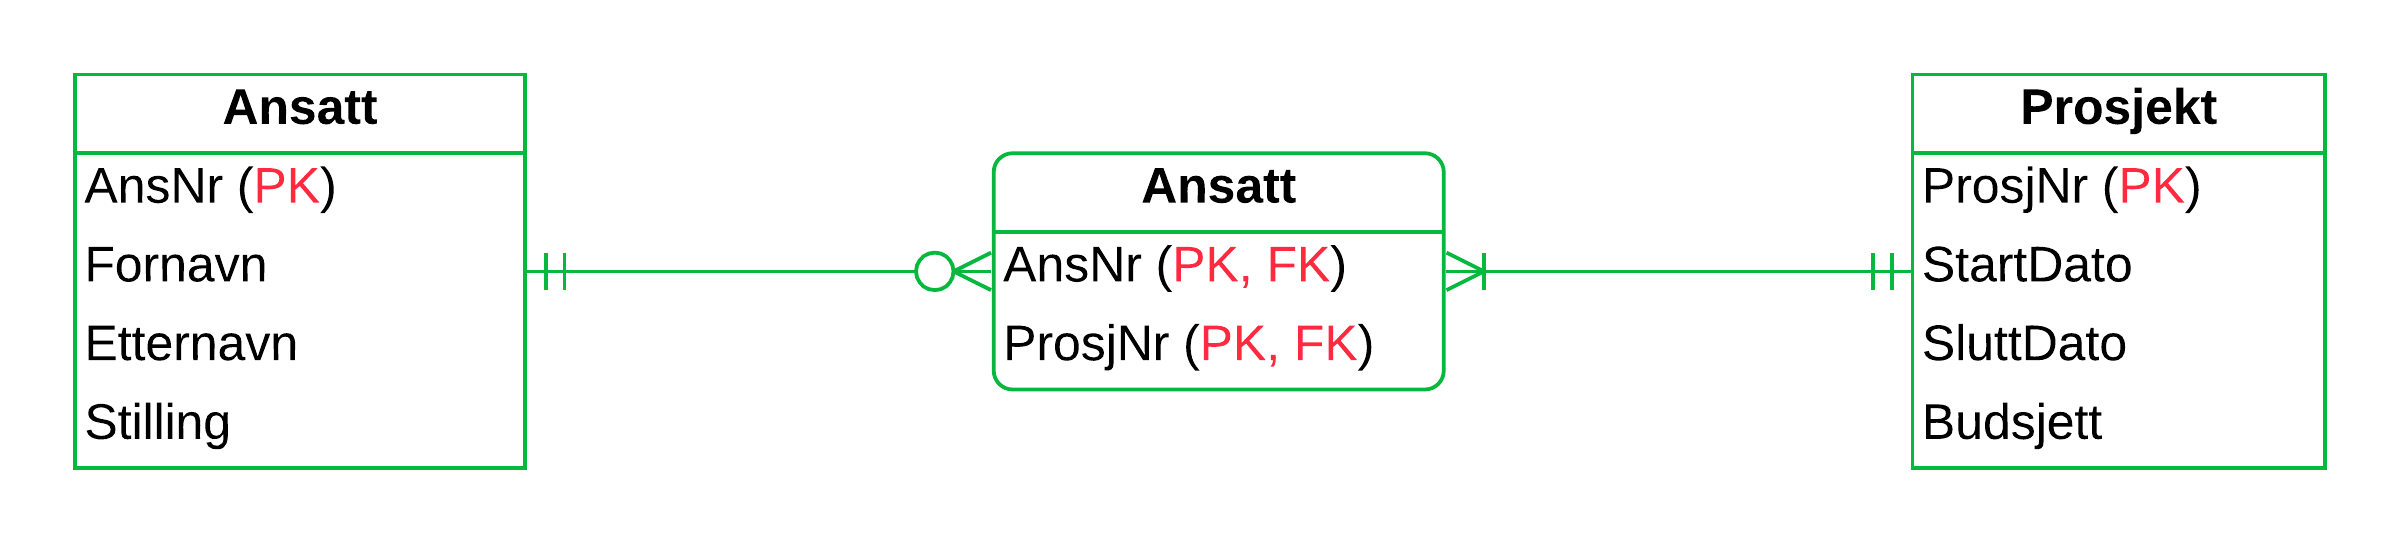 Ansatt
AnsNr (PK)
Fornavn
Etternavn
Stilling
Ansatt
AnsNr (PK, FK)
ProsjNr (PK, FK)
Prosjekt
ProsjNr (PK)
StartDato
SluttDato
Budsjett